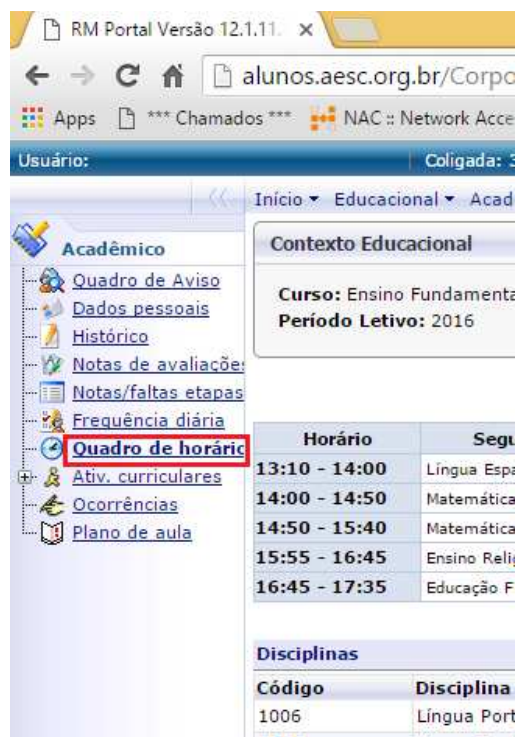 RM Portal Versão 12.1.11.
alunos.aesc.org.br/Corpo
Apps *** Chamados *** NAC :: Network Acce
Usuário: Coligada: 3
Início Educacional Acad
Acadêmico
Quadro de Aviso
Dados pessoais
Histórico
Notas de avaliações
Notas/faltas etapas
Frequência diária
Quadro de horáric
Ativ. curriculares
Ocorrências
Plano de aula
Contexto Educacional
Curso: Ensino Fundamenta
Período Letivo: 2016
Horário Segu
13:10 - 14:00 Língua Espa
14:00 - 14:50 Matemática
14:50 - 15:40 Matemática
15:55 - 16:45 Ensino Reli
16:45 - 17:35 Educação F
Disciplinas
Código Disciplina
1006 Língua Port